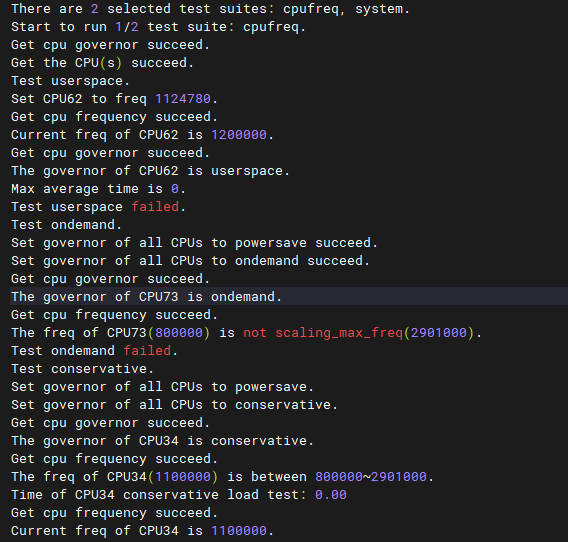 There are 2 selected test suites: cpufreq, system.
Start to run 1/2 test suite: cpufreq.
Get cpu governor succeed.
Get the CPU(s) succeed.
Test userspace.
Set CPU62 to freq 1124780.
Get cpu frequency succeed.
Current freq of CPU62 is 1200000.
Get cpu governor succeed.
The governor of CPU62 is userspace.
Max average time is 0.
Test userspace failed.
Test ondemand.
Set governor of all CPUs to powersave succeed.
Set governor of all CPUs to ondemand succeed.
Get cpu governor succeed.
The governor of CPU73 is ondemand.
Get cpu frequency succeed.
The freq of CPU73(800000) is not scaling_max_freq(2901000).
Test ondemand failed.
Test conservative.
Set governor of all CPUs to powersave.
Set governor of all CPUs to conservative.
Get cpu governor succeed.
The governor of CPU34 is conservative.
Get cpu frequency succeed.
The freq of CPU34(1100000) is between 800000~2901000.
Time of CPU34 conservative load test: 0.00
Get cpu frequency succeed.
Current freq of CPU34 is 1100000.